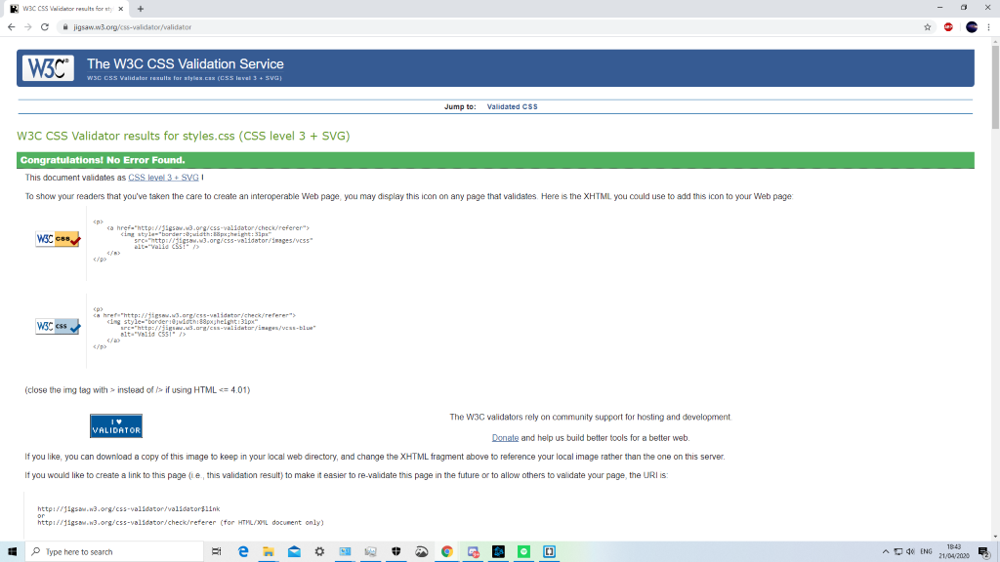 W3C CSS Validator results for sty
jigsaw.w3.org/css-validator/validator
W3C
The W3C CSS Validation Service
W3C CSS Validator results for styles.css (CSS level 3 + SVG)
Jump to: Validated CSS
W3C CSS Validator results for styles.css (CSS level 3 + SVG)
Congratulations! No Error Found.
This document validates as CSS level 3 + SVG !
To show your readers that you've taken the care to create an interoperable Web page, you may display this icon on any page that validates. Here is the XHTML you could use to add this icon to your Web page:
W3C css
<p>
<a href="http://jigsaw.w3.org/css-validator/check/referer">
<img style="border:0;width:88px;height:31px"
src="http://jigsaw.w3.org/css-validator/images/vcss"
alt="Valid CSS!" />
</a>
</p>
W3C css
<p>
<a href="http://jigsaw.w3.org/css-validator/check/referer">
<img style="border:0;width:88px;height:31px"
src="http://jigsaw.w3.org/css-validator/images/vcss-blue"
alt="Valid CSS!" />
</a>
</p>
(close the img tag with > instead of /> if using HTML <= 4.01)
I ♥
VALIDATOR
The W3C validators rely on community support for hosting and development.
Donate and help us build better tools for a better web.
If you like, you can download a copy of this image to keep in your local web directory, and change the XHTML fragment above to reference your local image rather than the one on this server.
If you would like to create a link to this page (i.e., this validation result) to make it easier to re-validate this page in the future or to allow others to validate your page, the URI is:
http://jigsaw.w3.org/css-validator/validator$link
or
http://jigsaw.w3.org/css-validator/check/referer (for HTML/XML document only)
Type here to search
ENG
18:43
21/04/2020
2